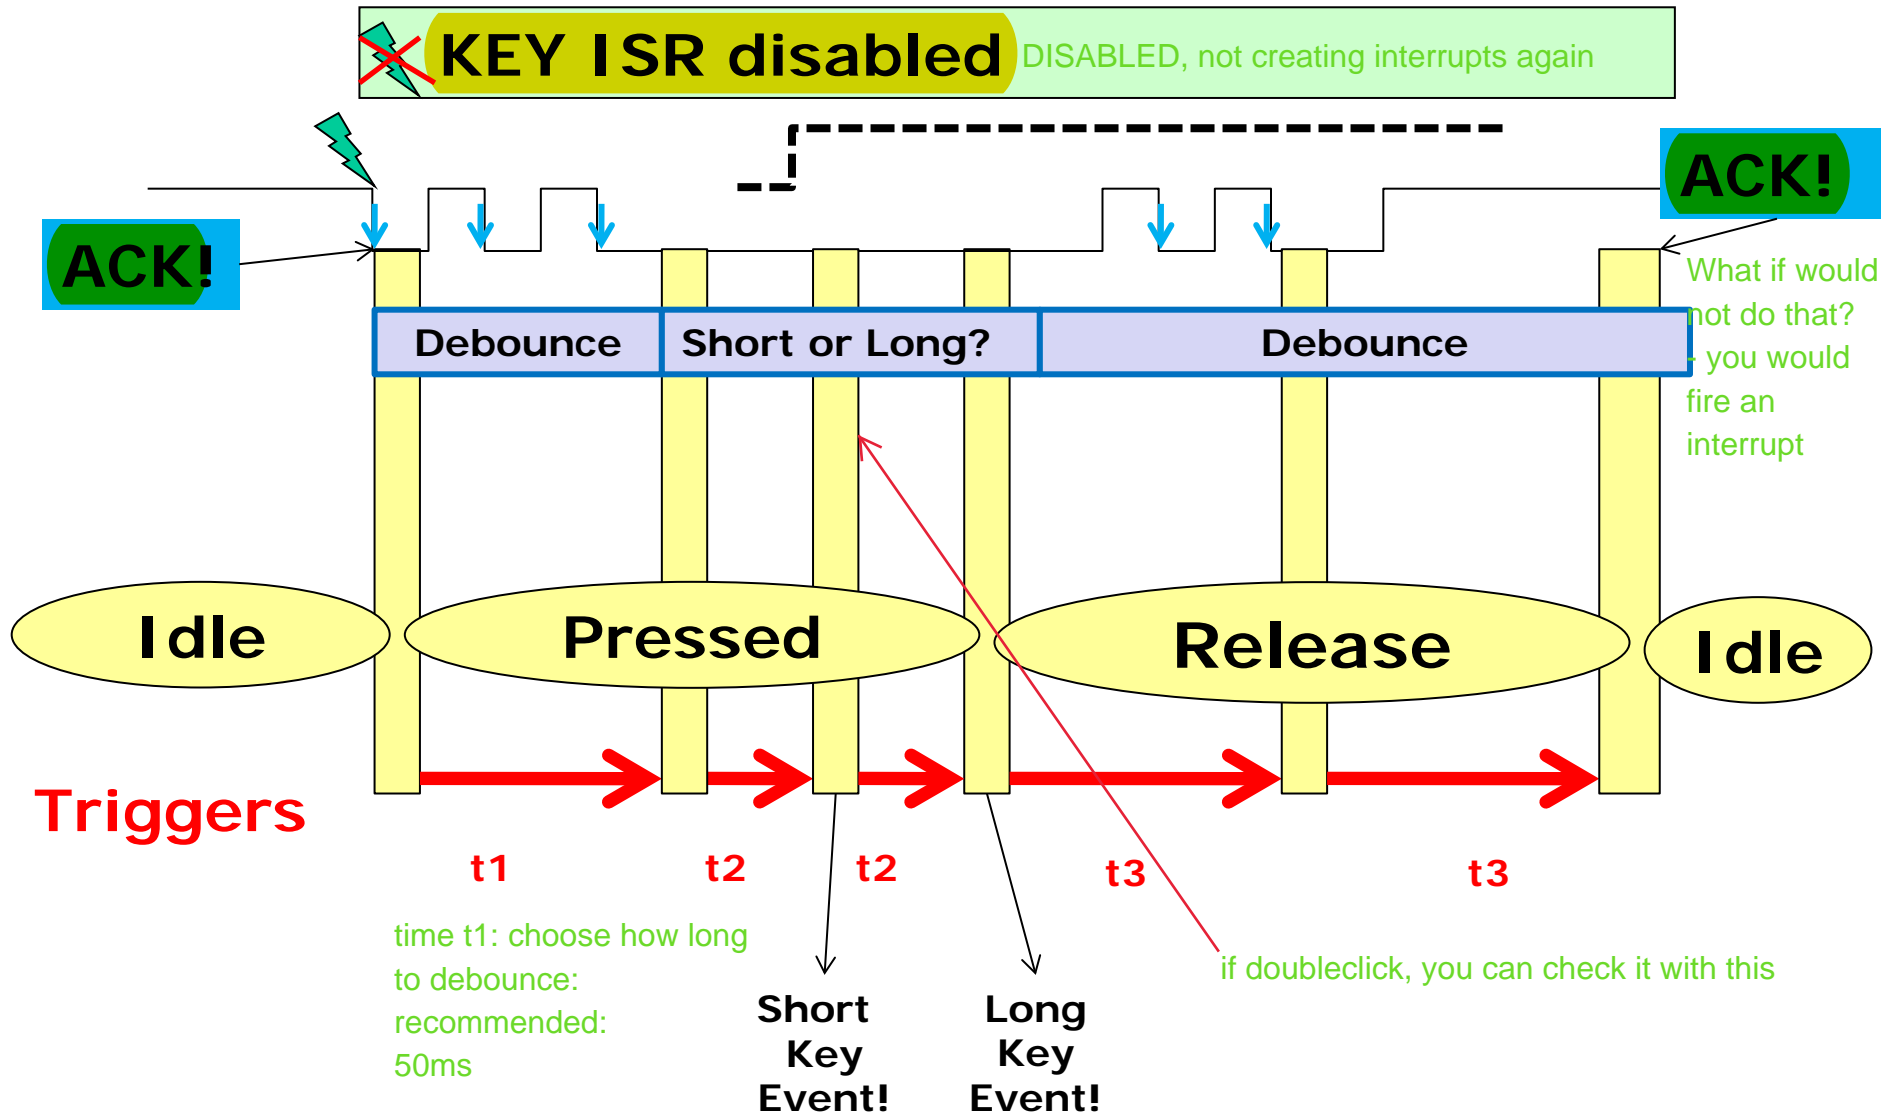 KEY ISR disabled
DISABLED, not creating interrupts again
ACK!
ACK!
What if would
not do that?
- you would
fire an
interrupt
Debounce
Short or Long?
Debounce
Idle
Pressed
Release
Idle
Triggers
t1
t2
t2
t3
t3
time t1: choose how long
to debounce:
recommended:
50ms
if doubleclick, you can check it with this
Short
Key
Event!
Long
Key
Event!